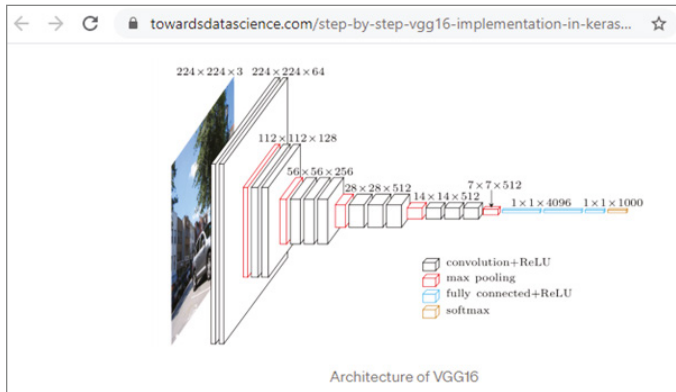 towardsdatascience.com/step-by-step-vgg16-implementation-in-keras...
224×224×3 224×224×64
112×112×128
56×56×256
28×28×512
14×14×512
7×7×512
1×1×4096 1×1×1000
convolution+ReLU
max pooling
fully connected+ReLU
softmax
Architecture of VGG16